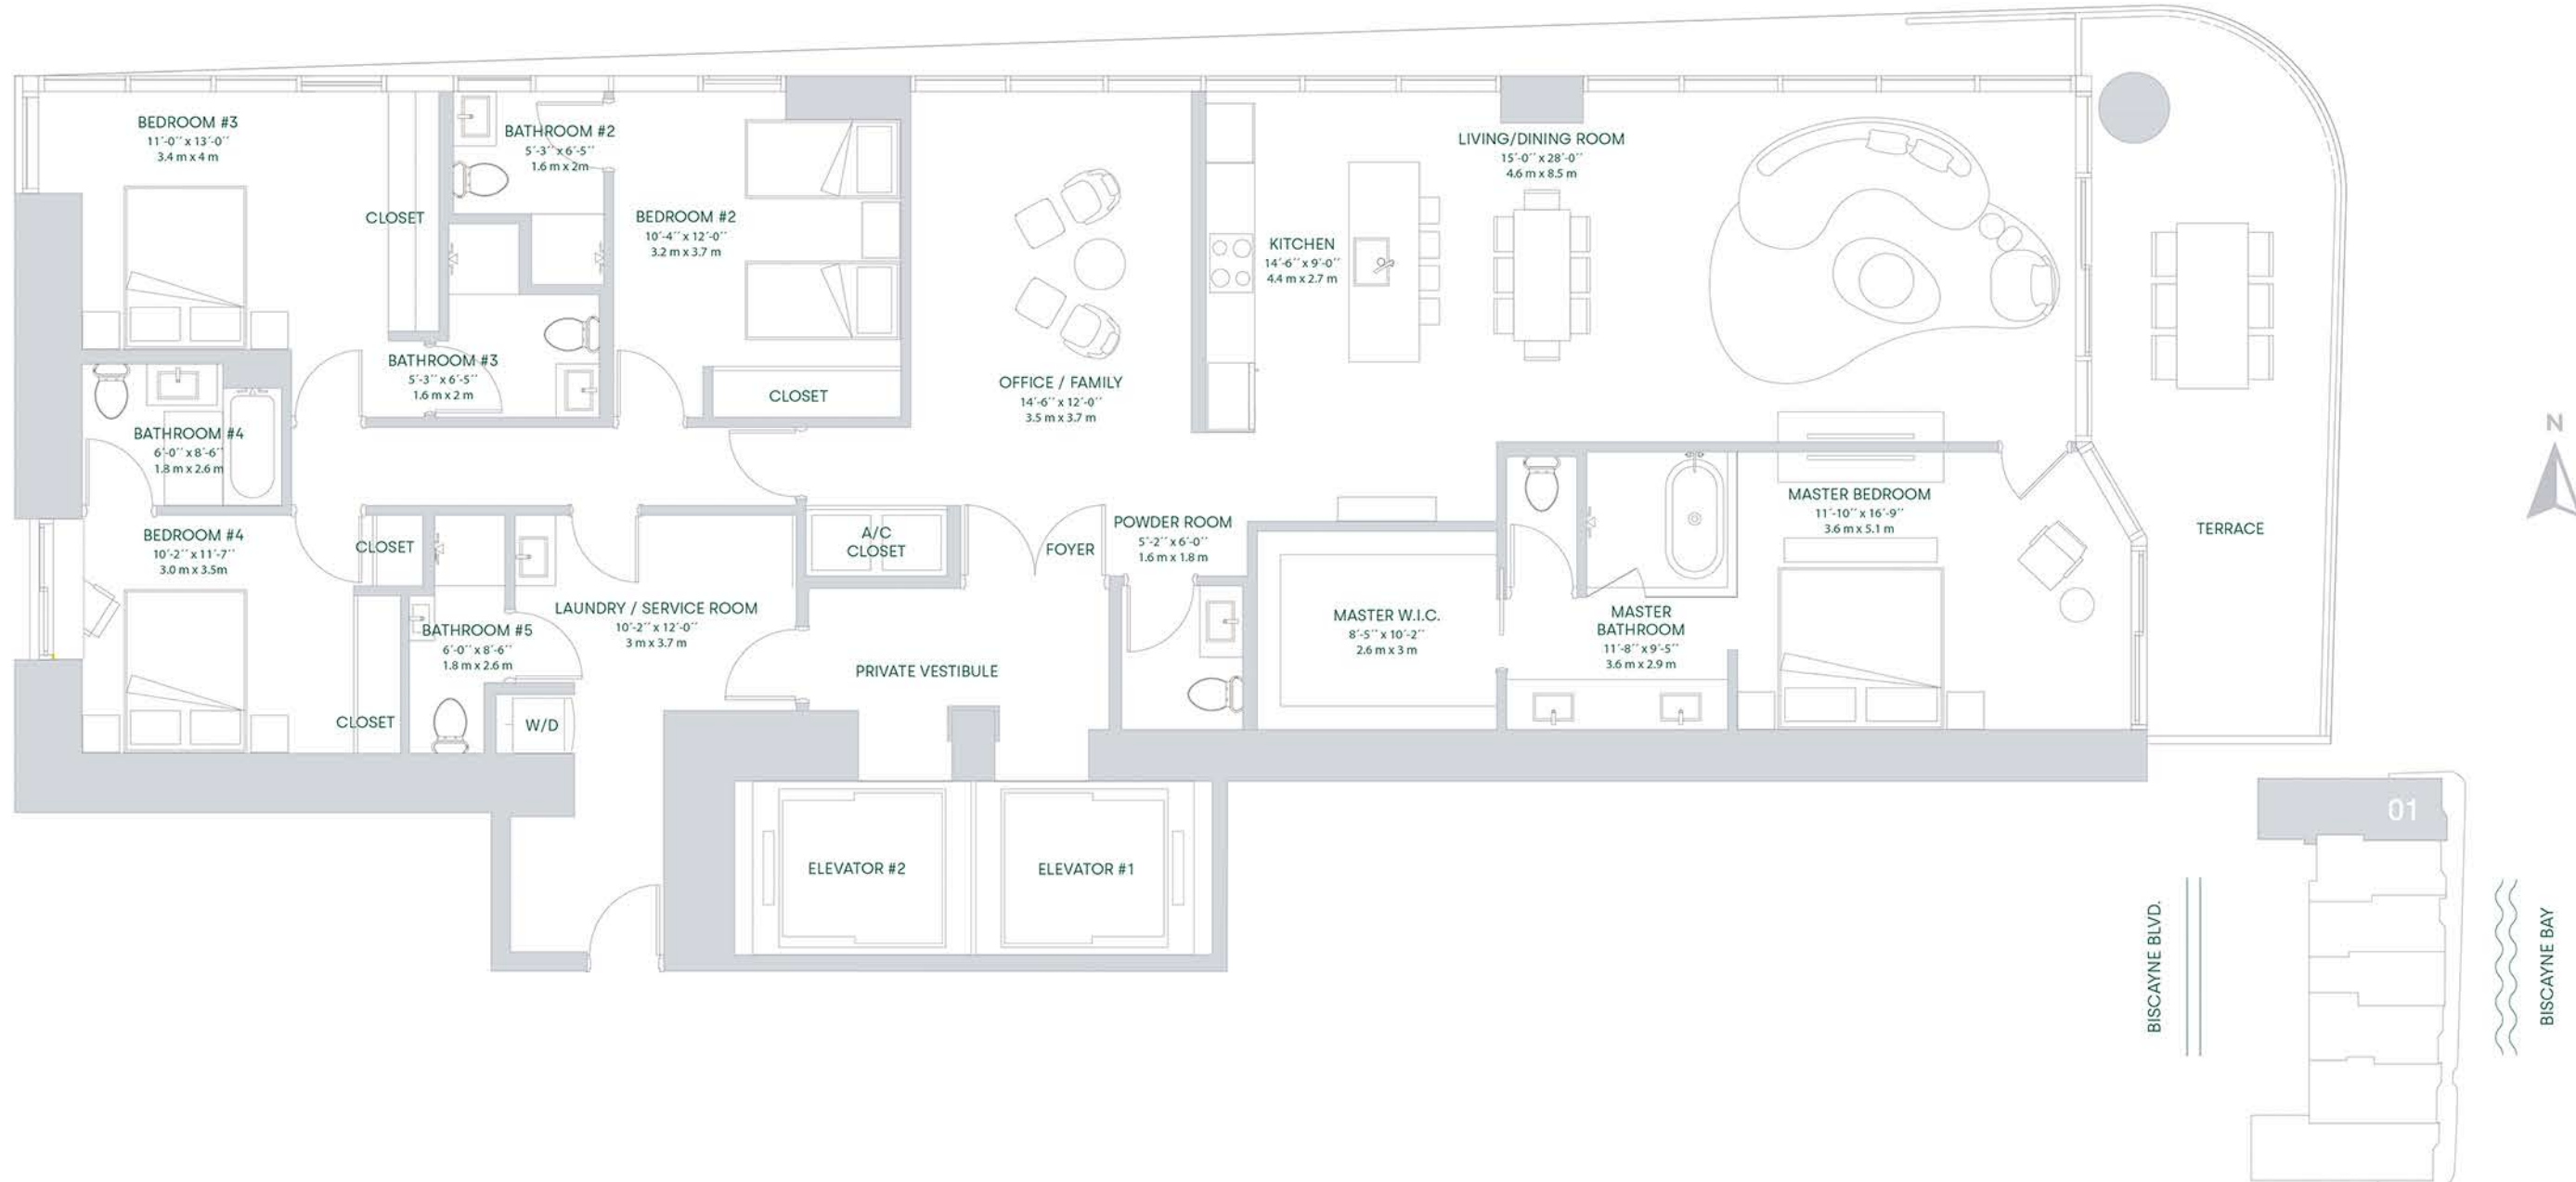 BEDROOM #3
11´-0´´ x 13´-0´´
3.4 m x 4 m
CLOSET
BATHROOM #2
5´-3´´ x 6´-5´´
1.6 m x 2m
BEDROOM #2
10´-4´´ x 12´-0´´
3.2 m x 3.7 m
CLOSET
BATHROOM #3
5´-3´´ x 6´-5´´
1.6 m x 2 m
OFFICE / FAMILY
14´-6´´ x 12´-0´´
3.5 m x 3.7 m
KITCHEN
14´-6´´ x 9´-0´´
4.4 m x 2.7 m
LIVING/DINING ROOM
15´-0´´ x 28´-0´´
4.6 m x 8.5 m
BATHROOM #4
6´-0´´ x 8´-6´´
1.8 m x 2.6 m
BEDROOM #4
10´-2´´ x 11´-7´´
3.0 m x 3.5m
CLOSET
CLOSET
BATHROOM #5
6´-0´´ x 8´-6´´
1.8 m x 2.6 m
W/D
LAUNDRY / SERVICE ROOM
10´-2´´ x 12´-0´´
3 m x 3.7 m
A/C
CLOSET
FOYER
POWDER ROOM
5´-2´´ x 6´-0´´
1.6 m x 1.8 m
PRIVATE VESTIBULE
MASTER W.I.C.
8´-5´´ x 10´-2´´
2.6 m x 3 m
MASTER
BATHROOM
11´-8´´ x 9´-5´´
3.6 m x 2.9 m
MASTER BEDROOM
11´-10´´ x 16´-9´´
3.6 m x 5.1 m
TERRACE
N
ELEVATOR #2
ELEVATOR #1
01
BISCAYNE BLVD.
BISCAYNE BAY